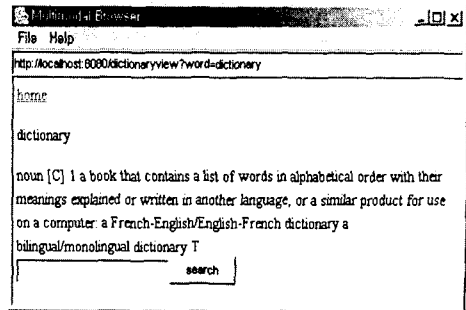 Multimodal Browser
File Help
http://localhost:8080/dictionaryview?word=dictionary
home
dictionary
noun [C] 1 a book that contains a list of words in alphabetical order with their
meanings explained or written in another language, or a similar product for use
on a computer: a French-English/English-French dictionary a
bilingual/monolingual dictionary T
search